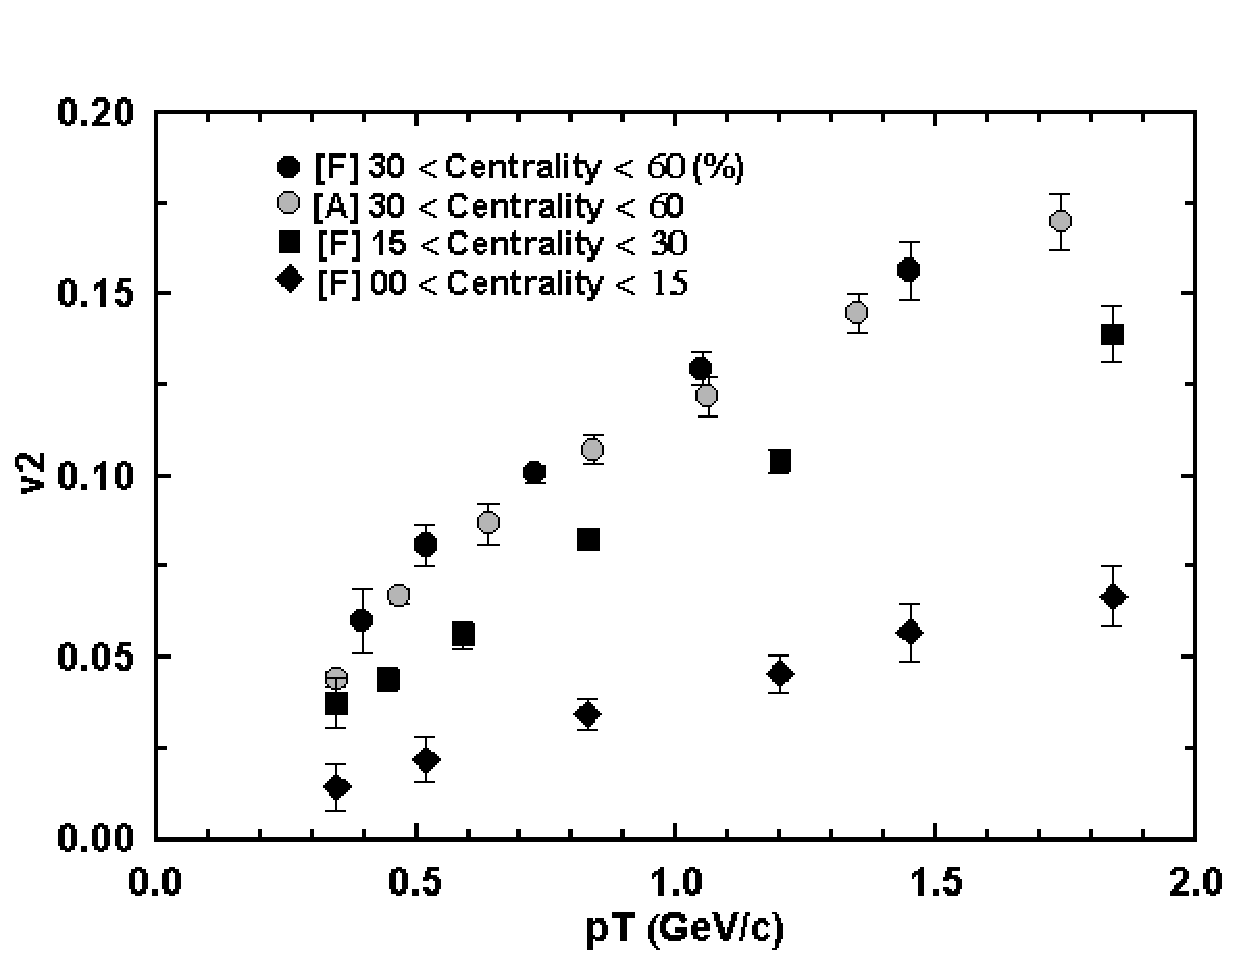 0.20
[F] 30 < Centrality < 60 (%)
[A] 30 < Centrality < 60
[F] 15 < Centrality < 30
[F] 00 < Centrality < 15
0.15
v2
0.10
0.05
0.00
0.0 0.5 1.0 1.5 2.0
pT (GeV/c)